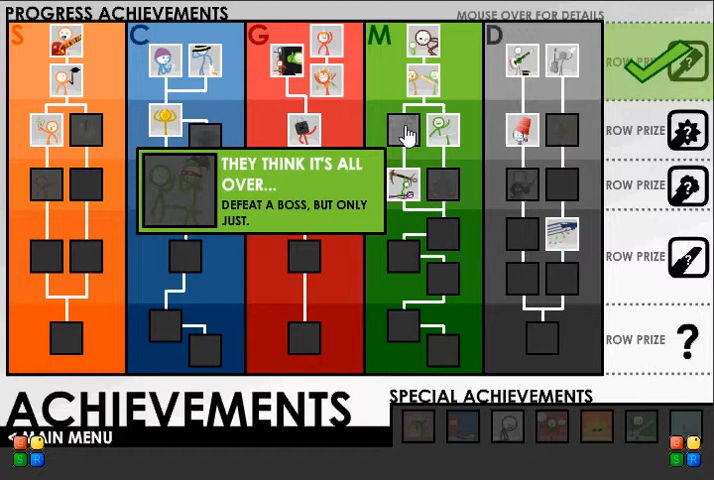 PROGRESS ACHIEVEMENTS
MOUSE OVER FOR DETAILS
S C G M D
ROW PRIZE ?
ROW PRIZE ?
THEY THINK IT'S ALL
OVER...
DEFEAT A BOSS, BUT ONLY
JUST.
ROW PRIZE ?
ROW PRIZE ?
ROW PRIZE ?
ACHIEVEMENTS
SPECIAL ACHIEVEMENTS
< MAIN MENU
B
S R
B
S R